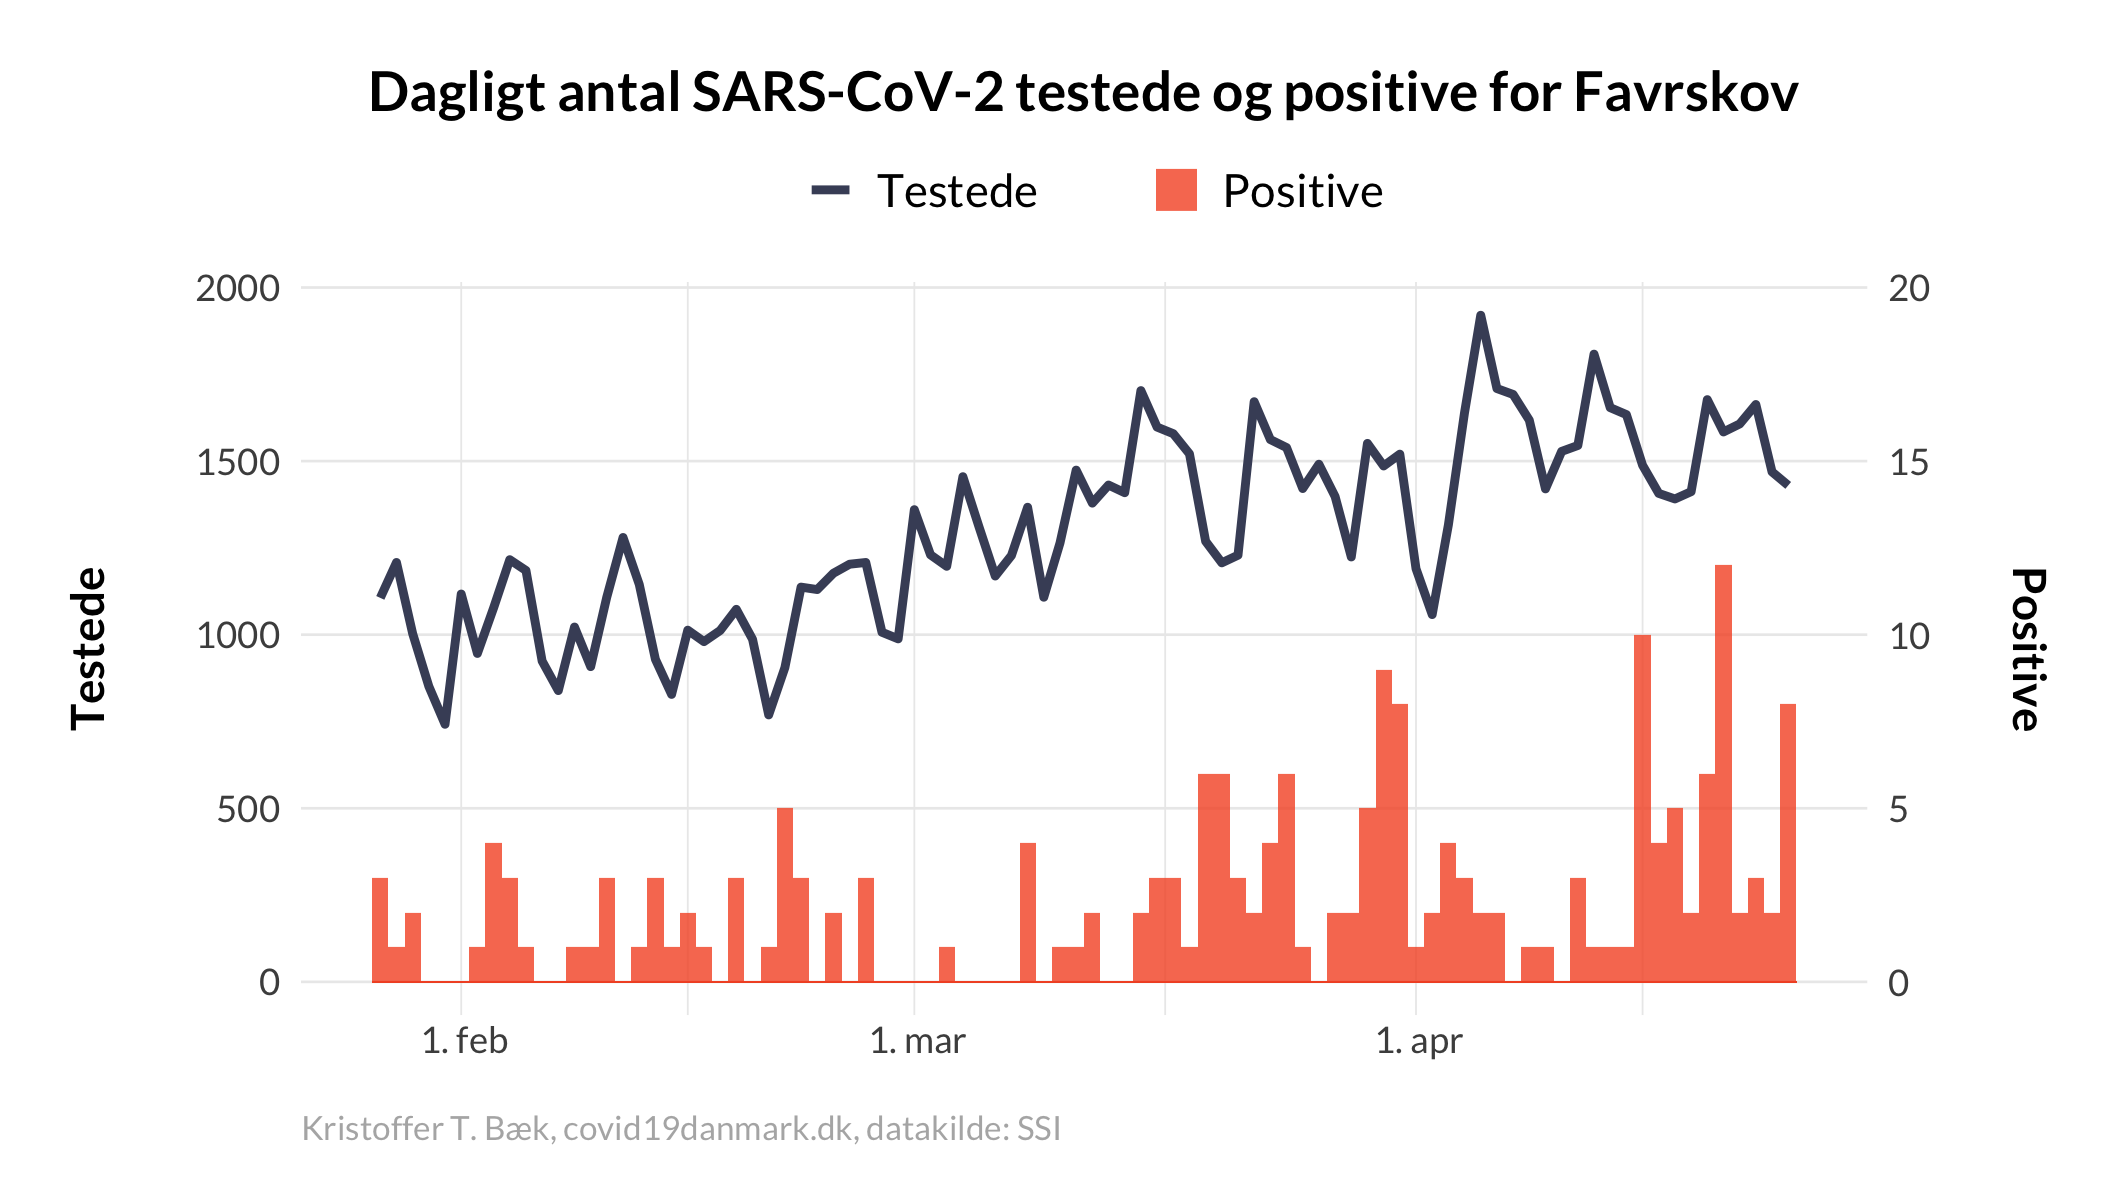 Dagligt antal SARS-CoV-2 testede og positive for Favrskov
Testede
Positive
2000
1500
1000
500
0
20
15
10
5
0
Testede
Positive
1. feb
1. mar
1. apr
Kristoffer T. Bæk, covid19danmark.dk, datakilde: SSI